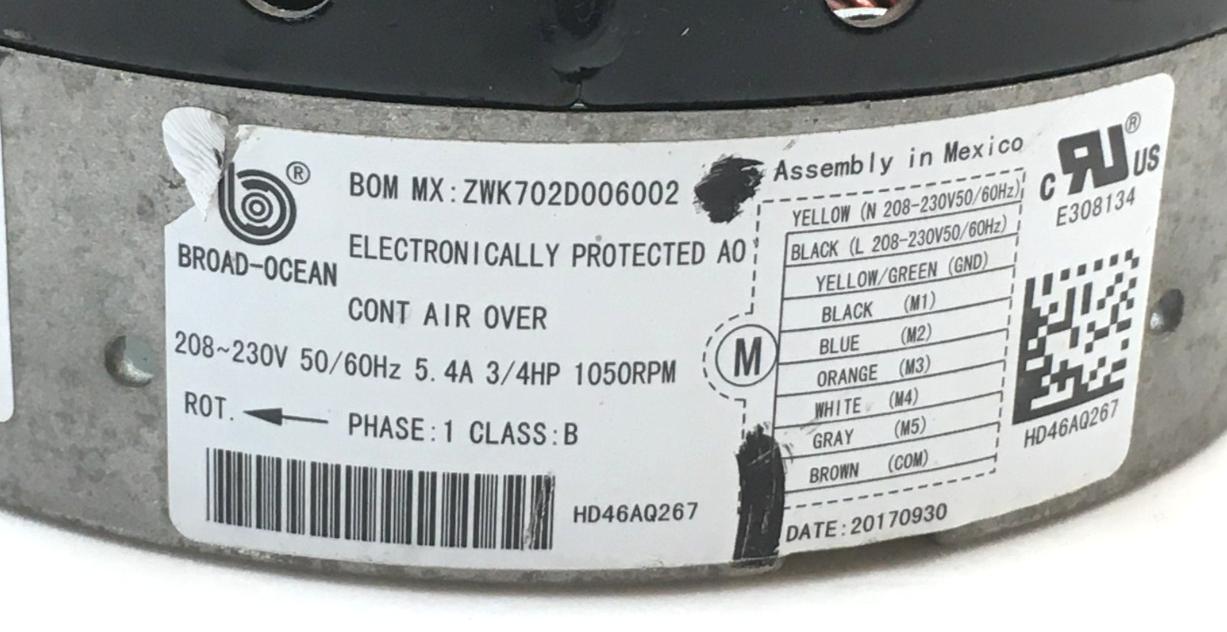 BOM MX:ZWK702D006002
ELECTRONICALLY PROTECTED AO
CONT AIR OVER
BROAD-OCEAN
®
208~230V 50/60Hz 5.4A 3/4HP 1050RPM
ROT.
PHASE:1 CLASS:B
HD46AQ267
Assembly in Mexico
YELLOW (N 208-230V50/60Hz)
BLACK (L 208-230V50/60Hz)
YELLOW/GREEN (GND)
BLACK (M1)
BLUE (M2)
ORANGE (M3)
WHITE (M4)
GRAY (M5)
BROWN (COM)
M
DATE:20170930
c RU US ®
E308134
HD46AQ267